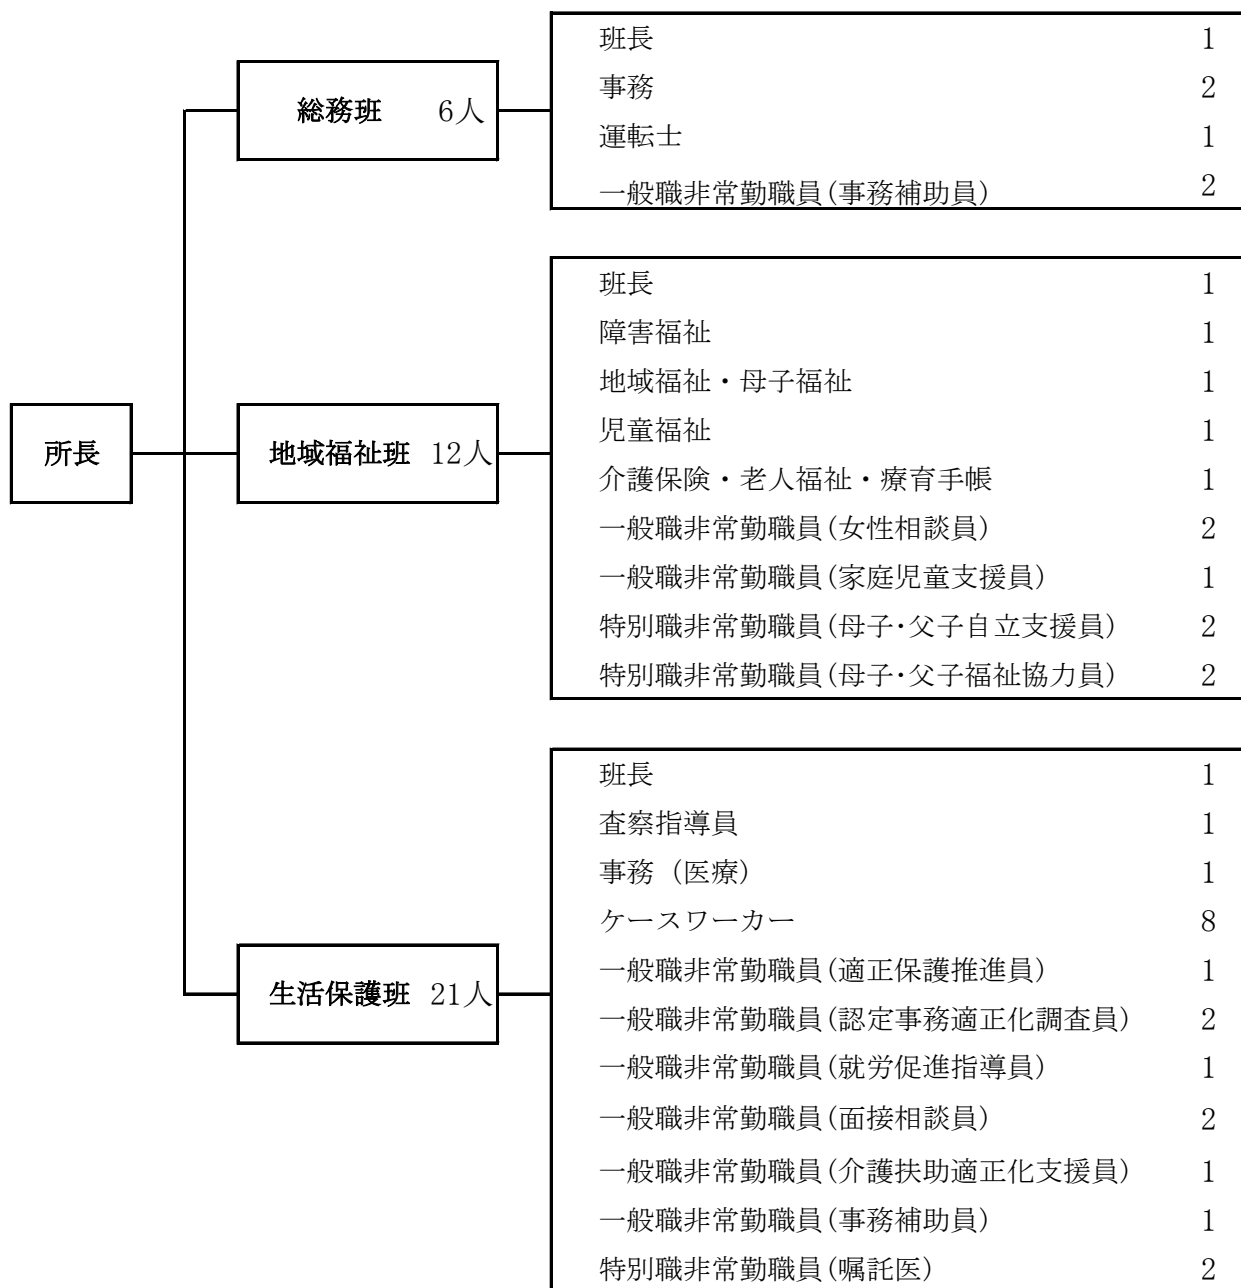 所長
総務班 6人
班長 1
事務 2
運転士 1
一般職非常勤職員(事務補助員) 2
地域福祉班 12人
班長 1
障害福祉 1
地域福祉・母子福祉 1
児童福祉 1
介護保険・老人福祉・療育手帳 1
一般職非常勤職員(女性相談員) 2
一般職非常勤職員(家庭児童支援員) 1
特別職非常勤職員(母子・父子自立支援員) 2
特別職非常勤職員(母子・父子福祉協力員) 2
生活保護班 21人
班長 1
査察指導員 1
事務（医療） 1
ケースワーカー 8
一般職非常勤職員(適正保護推進員) 1
一般職非常勤職員(認定事務適正化調査員) 2
一般職非常勤職員(就労促進指導員) 1
一般職非常勤職員(面接相談員) 2
一般職非常勤職員(介護扶助適正化支援員) 1
一般職非常勤職員(事務補助員) 1
特別職非常勤職員(嘱託医) 2